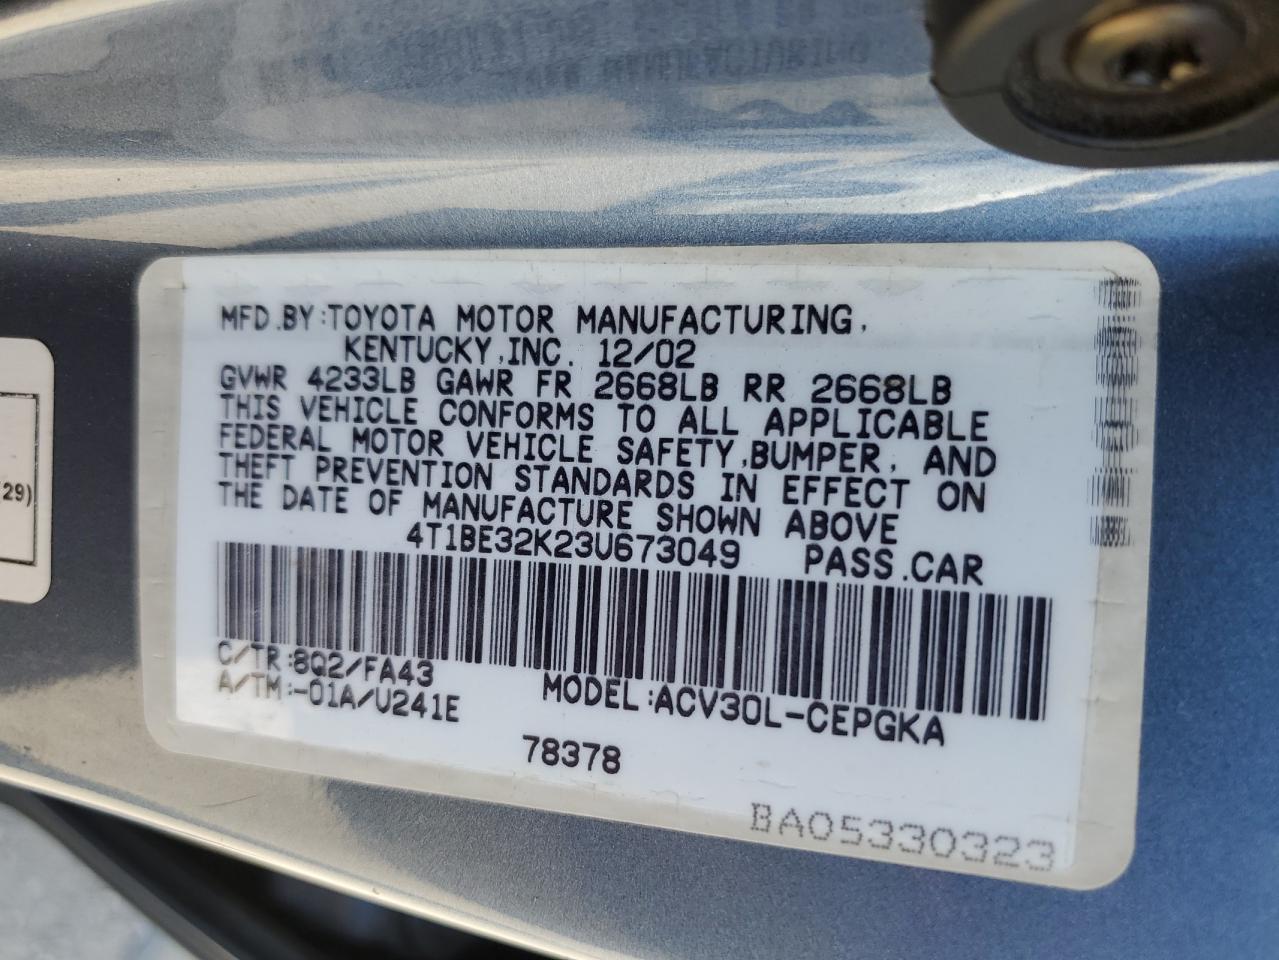 MFD.BY:TOYOTA MOTOR MANUFACTURING,
KENTUCKY,INC. 12/02
GVWR 4233LB GAWR FR 2668LB RR 2668LB
THIS VEHICLE CONFORMS TO ALL APPLICABLE
FEDERAL MOTOR VEHICLE SAFETY,BUMPER, AND
THEFT PREVENTION STANDARDS IN EFFECT ON
THE DATE OF MANUFACTURE SHOWN ABOVE
4T1BE32K23U673049 PASS.CAR
C/TR:8Q2/FA43
A/TM:-01A/U241E
MODEL:ACV30L-CEPGKA
78378
BA05330323
29)